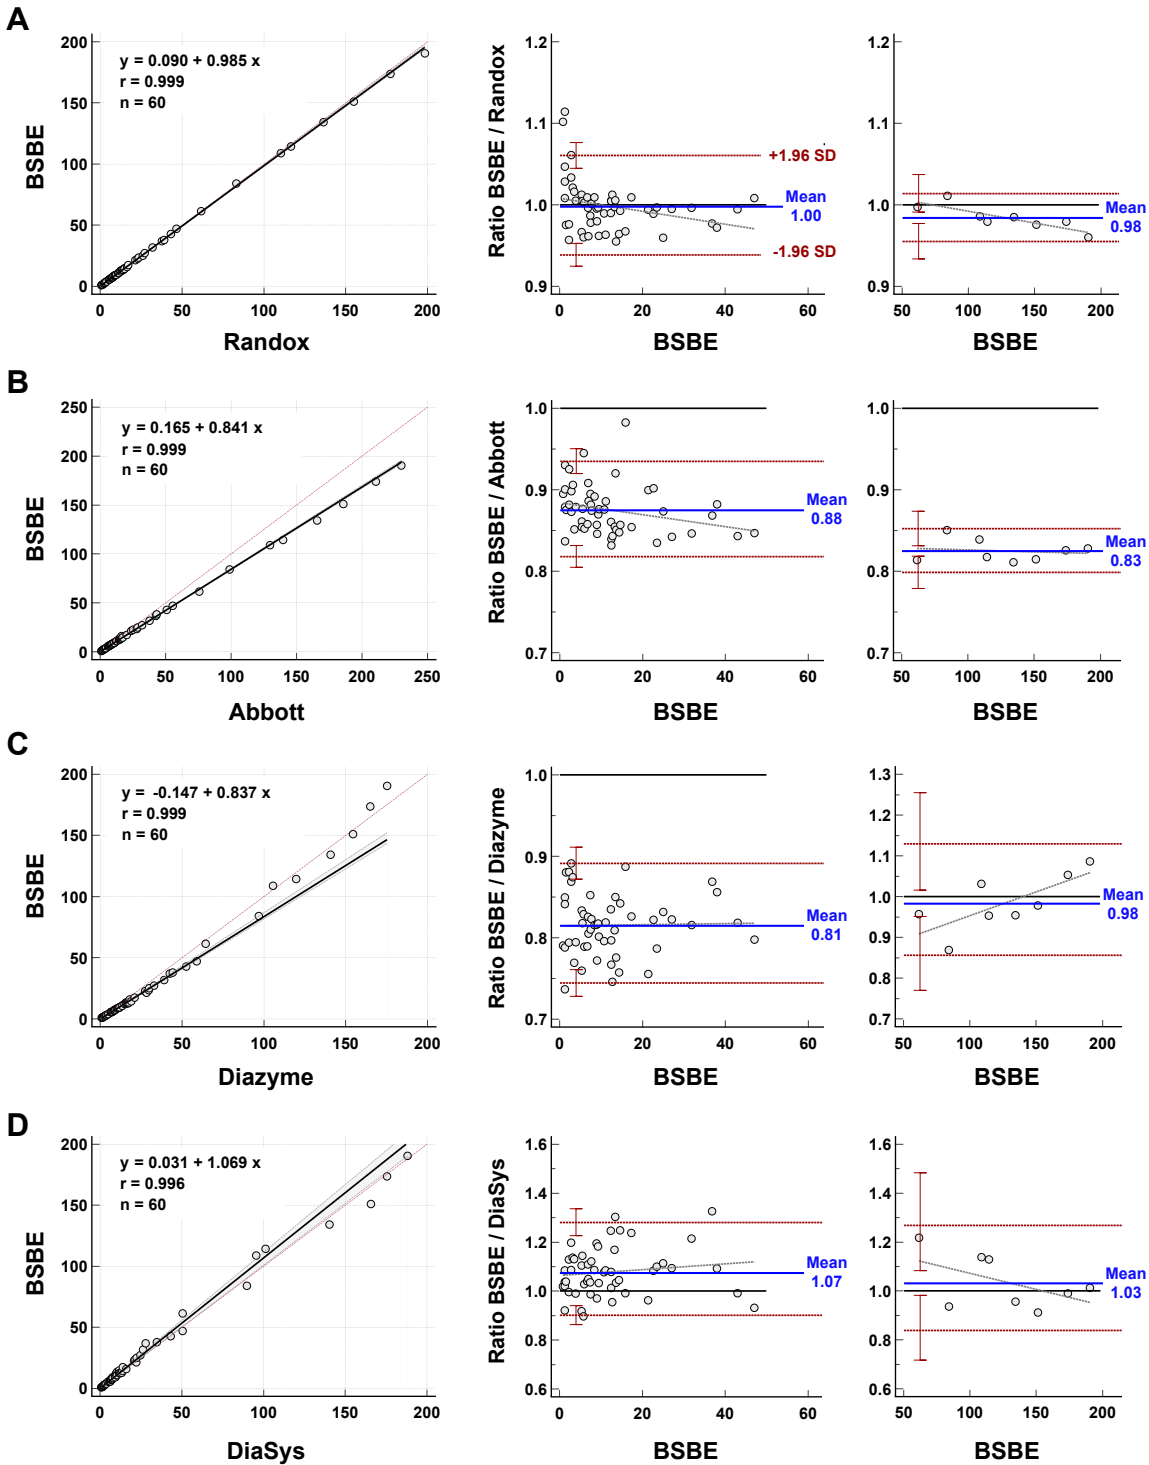 A
y = 0.090 + 0.985 x
r = 0.999
n = 60
BSBE
200
150
100
50
0
0 50 100 150 200
Randox
Ratio BSBE / Randox
1.2
1.1
1.0
0.9
+1.96 SD
Mean
1.00
-1.96 SD
0 20 40 60
BSBE
1.2
1.1
1.0
0.9
Mean
0.98
50 100 150 200
BSBE
B
y = 0.165 + 0.841 x
r = 0.999
n = 60
BSBE
250
200
150
100
50
0
0 50 100 150 200 250
Abbott
Ratio BSBE / Abbott
1.0
0.9
0.8
0.7
Mean
0.88
0 20 40 60
BSBE
1.0
0.9
0.8
0.7
Mean
0.83
50 100 150 200
BSBE
C
y = -0.147 + 0.837 x
r = 0.999
n = 60
BSBE
200
150
100
50
0
0 50 100 150 200
Diazyme
Ratio BSBE / Diazyme
1.0
0.9
0.8
0.7
Mean
0.81
0 20 40 60
BSBE
1.3
1.2
1.1
1.0
0.9
0.8
0.7
Mean
0.98
50 100 150 200
BSBE
D
y = 0.031 + 1.069 x
r = 0.996
n = 60
BSBE
200
150
100
50
0
0 50 100 150 200
DiaSys
Ratio BSBE / DiaSys
1.6
1.4
1.2
1.0
0.8
0.6
Mean
1.07
0 20 40 60
BSBE
1.6
1.4
1.2
1.0
0.8
0.6
Mean
1.03
50 100 150 200
BSBE